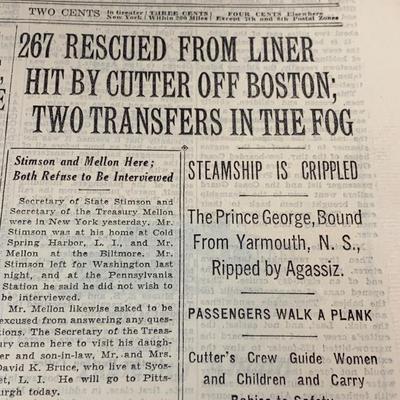 TWO CENTS In Greater New York | THREE CENTS Within 200 Miles | FOUR CENTS Elsewhere Except 7th and 8th Postal Zones
267 RESCUED FROM LINER
HIT BY CUTTER OFF BOSTON;
TWO TRANSFERS IN THE FOG
Stimson and Mellon Here;
Both Refuse to Be Interviewed
Secretary of State Stimson and
Secretary of the Treasury Mellon
were in New York yesterday. Mr.
Stimson was at his home at Cold
Spring Harbor, L. I., and Mr.
Mellon at the Biltmore. Mr.
Stimson left for Washington last
night, and at the Pennsylvania
Station he said he did not wish to
be interviewed.
Mr. Mellon likewise asked to be
excused from answering any ques-
tions. The Secretary of the Treas-
ury came here to visit his daugh-
ter and son-in-law, Mr. and Mrs.
David K. Bruce, who live at Syos-
set, L. I. He will go to Pitts-
burgh today.
STEAMSHIP IS CRIPPLED
The Prince George, Bound
From Yarmouth, N. S.,
Ripped by Agassiz.
PASSENGERS WALK A PLANK
Cutter's Crew Guide Women
and Children and Carry
Babies to Safety